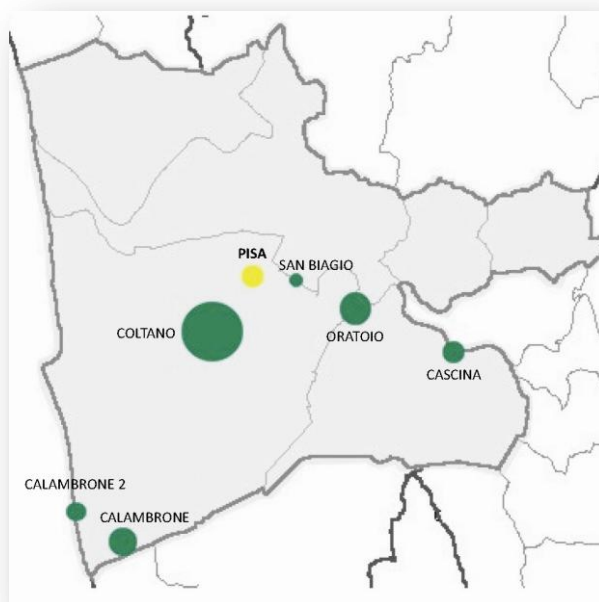 PISA
SAN BIAGIO
COLTANO
ORATOIO
CASCINA
CALAMBRONE 2
CALAMBRONE